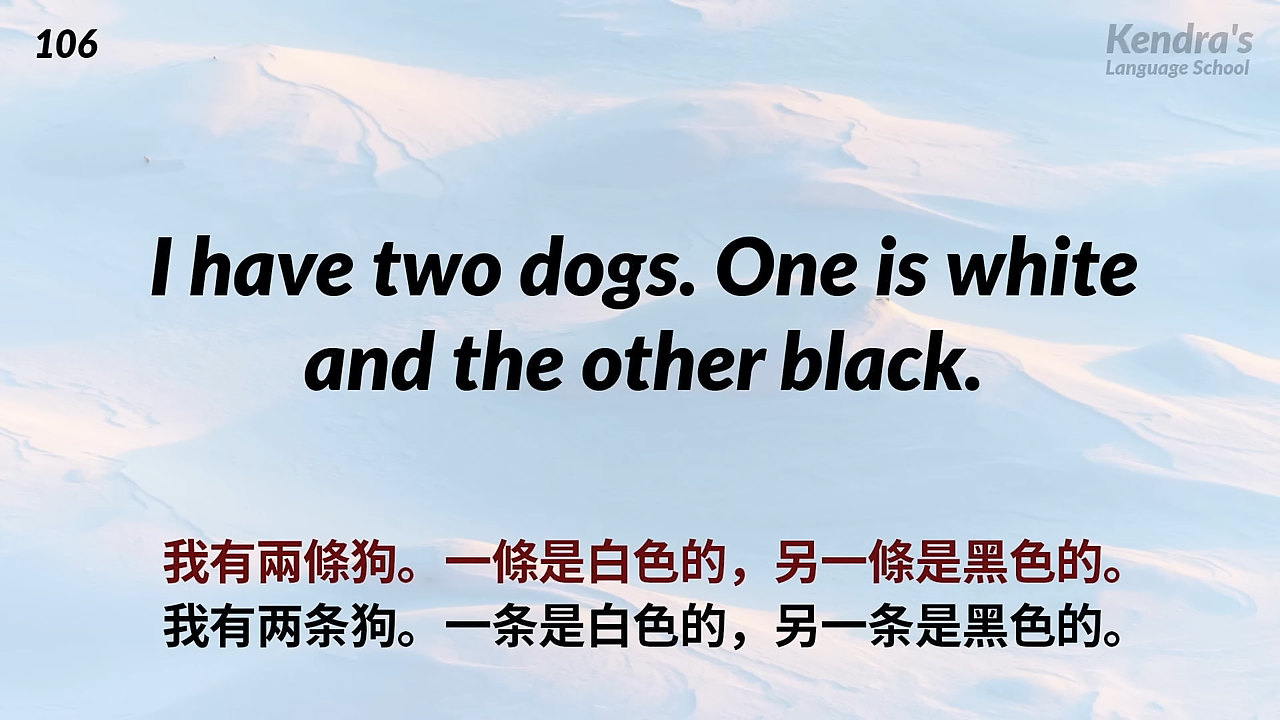 106
Kendra's
Language School
I have two dogs. One is white
and the other black.
我有兩條狗。一條是白色的，另一條是黑色的。
我有两条狗。一条是白色的，另一条是黑色的。